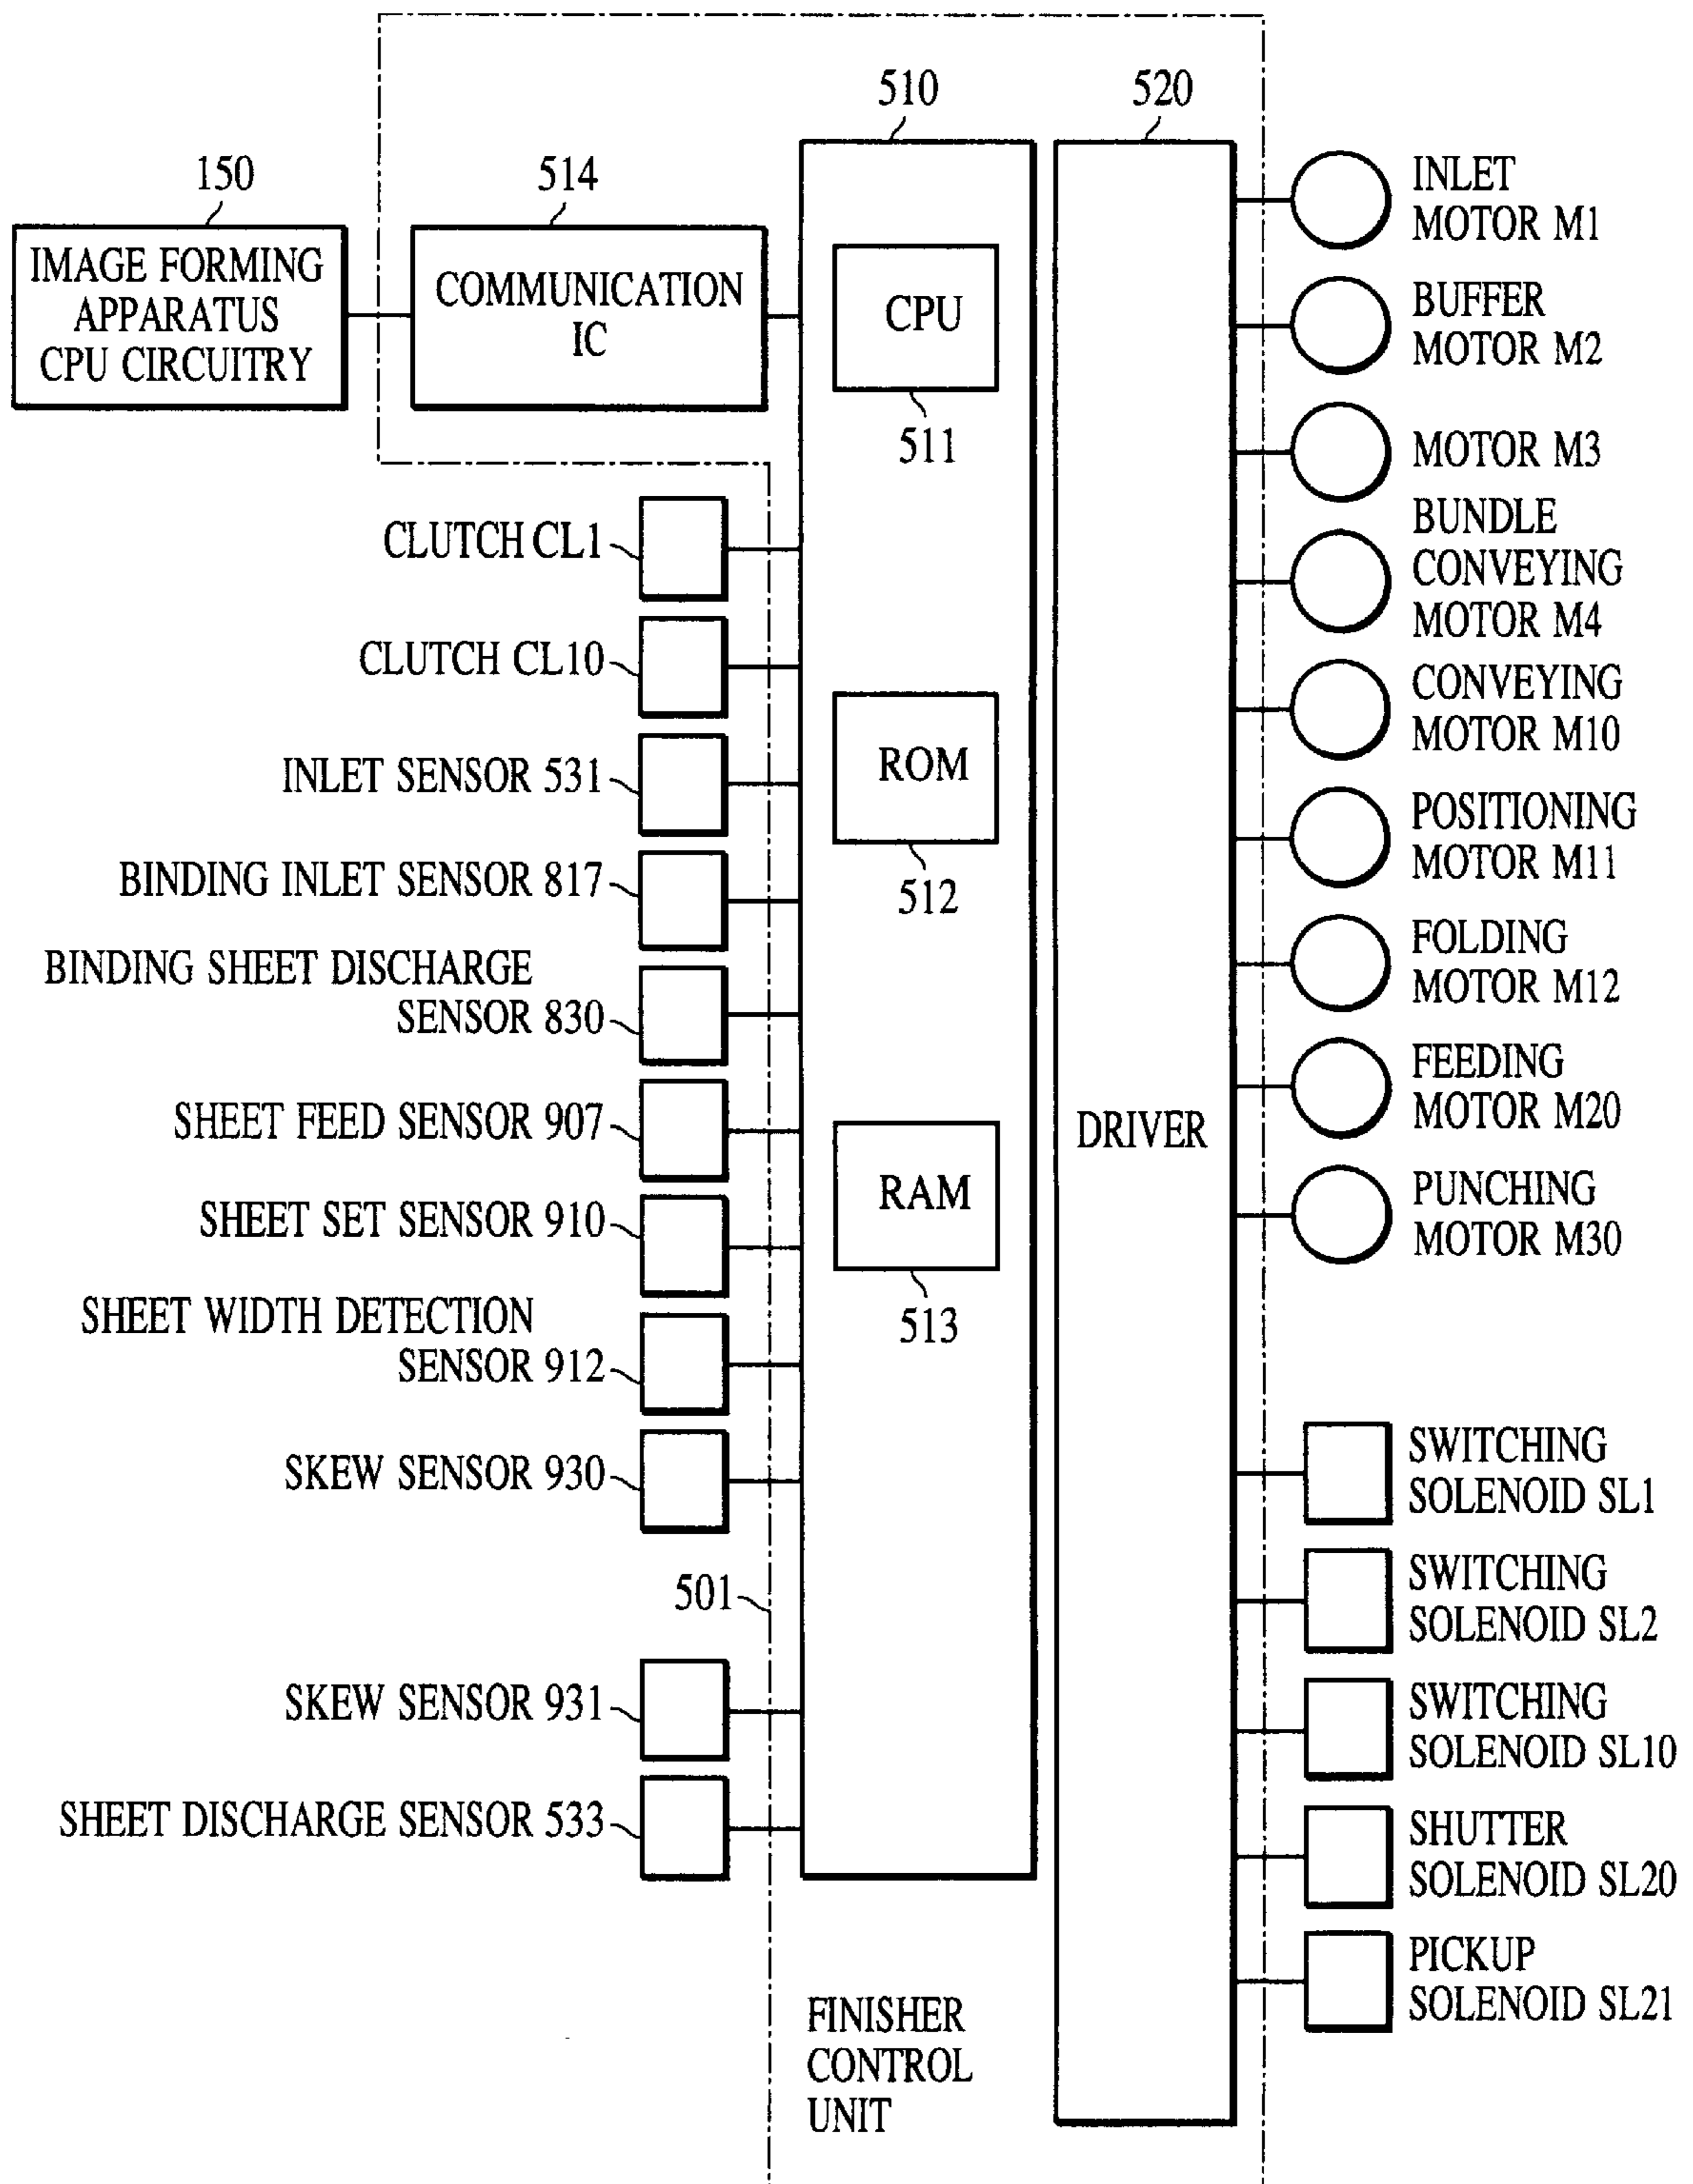 510
520
150
514
IMAGE FORMING
APPARATUS
CPU CIRCUITRY
COMMUNICATION
IC
CPU
511
ROM
512
RAM
513
DRIVER
CLUTCH CL1
CLUTCH CL10
INLET SENSOR 531
BINDING INLET SENSOR 817
BINDING SHEET DISCHARGE
SENSOR 830
SHEET FEED SENSOR 907
SHEET SET SENSOR 910
SHEET WIDTH DETECTION
SENSOR 912
SKEW SENSOR 930
501
SKEW SENSOR 931
SHEET DISCHARGE SENSOR 533
FINISHER
CONTROL
UNIT
INLET
MOTOR M1
BUFFER
MOTOR M2
MOTOR M3
BUNDLE
CONVEYING
MOTOR M4
CONVEYING
MOTOR M10
POSITIONING
MOTOR M11
FOLDING
MOTOR M12
FEEDING
MOTOR M20
PUNCHING
MOTOR M30
SWITCHING
SOLENOID SL1
SWITCHING
SOLENOID SL2
SWITCHING
SOLENOID SL10
SHUTTER
SOLENOID SL20
PICKUP
SOLENOID SL21